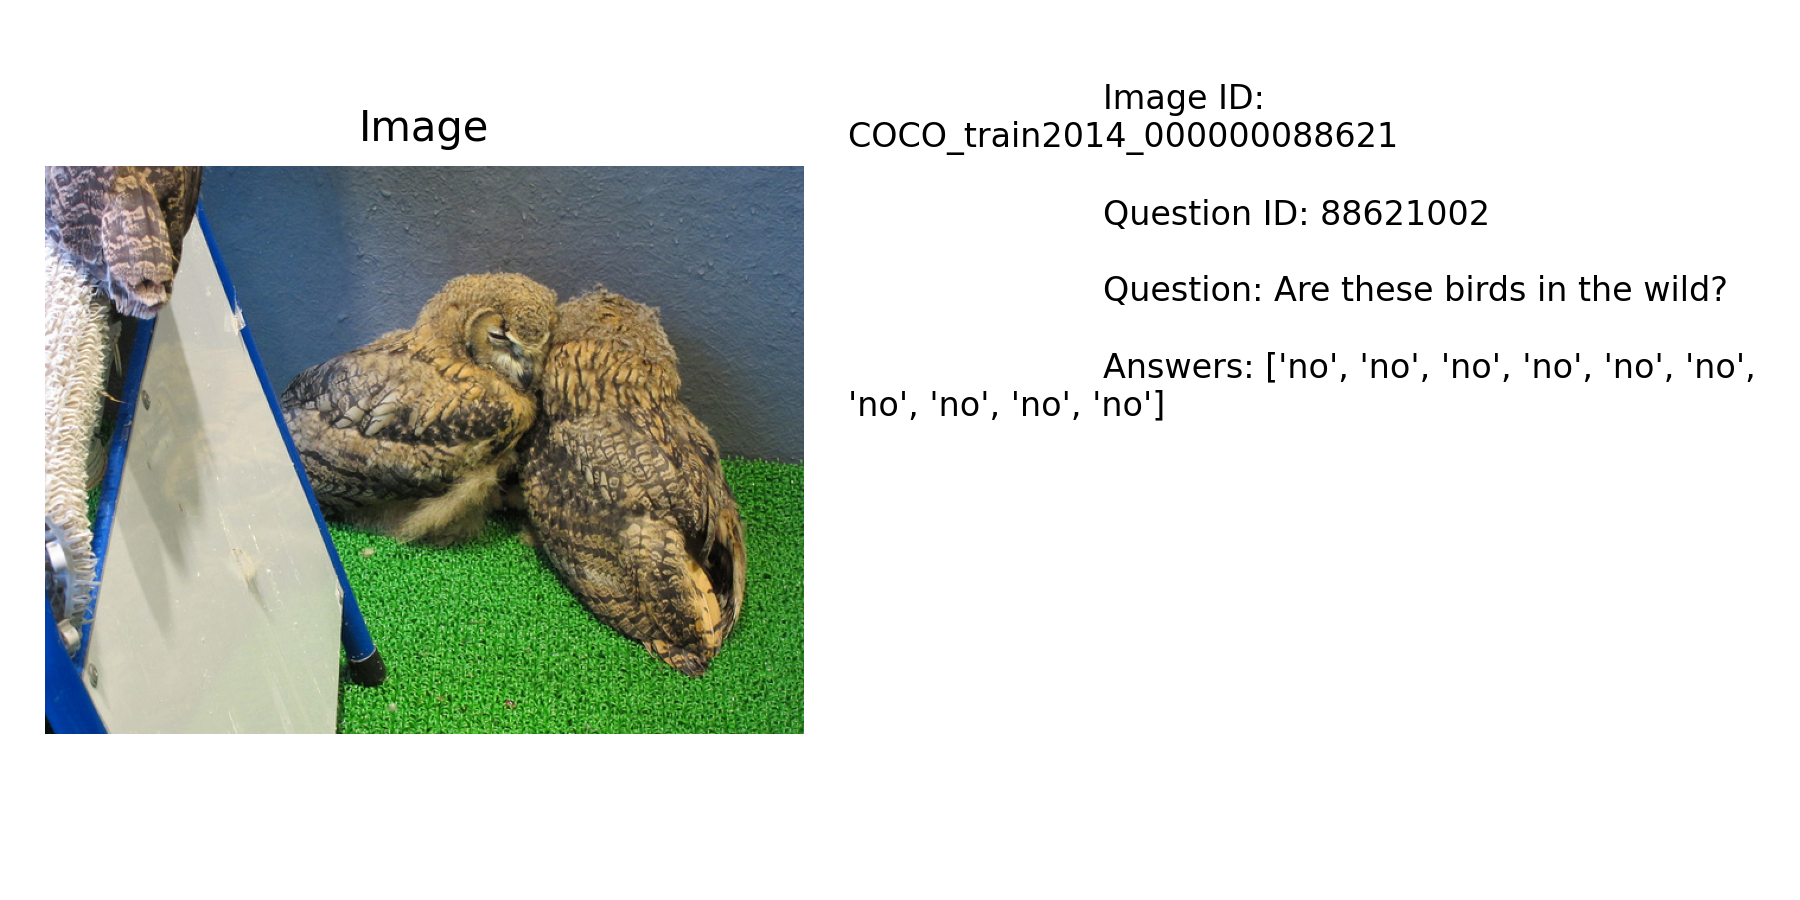 Image
Image ID:
COCO_train2014_000000088621
Question ID: 88621002
Question: Are these birds in the wild?
Answers: ['no', 'no', 'no', 'no', 'no', 'no',
'no', 'no', 'no', 'no']